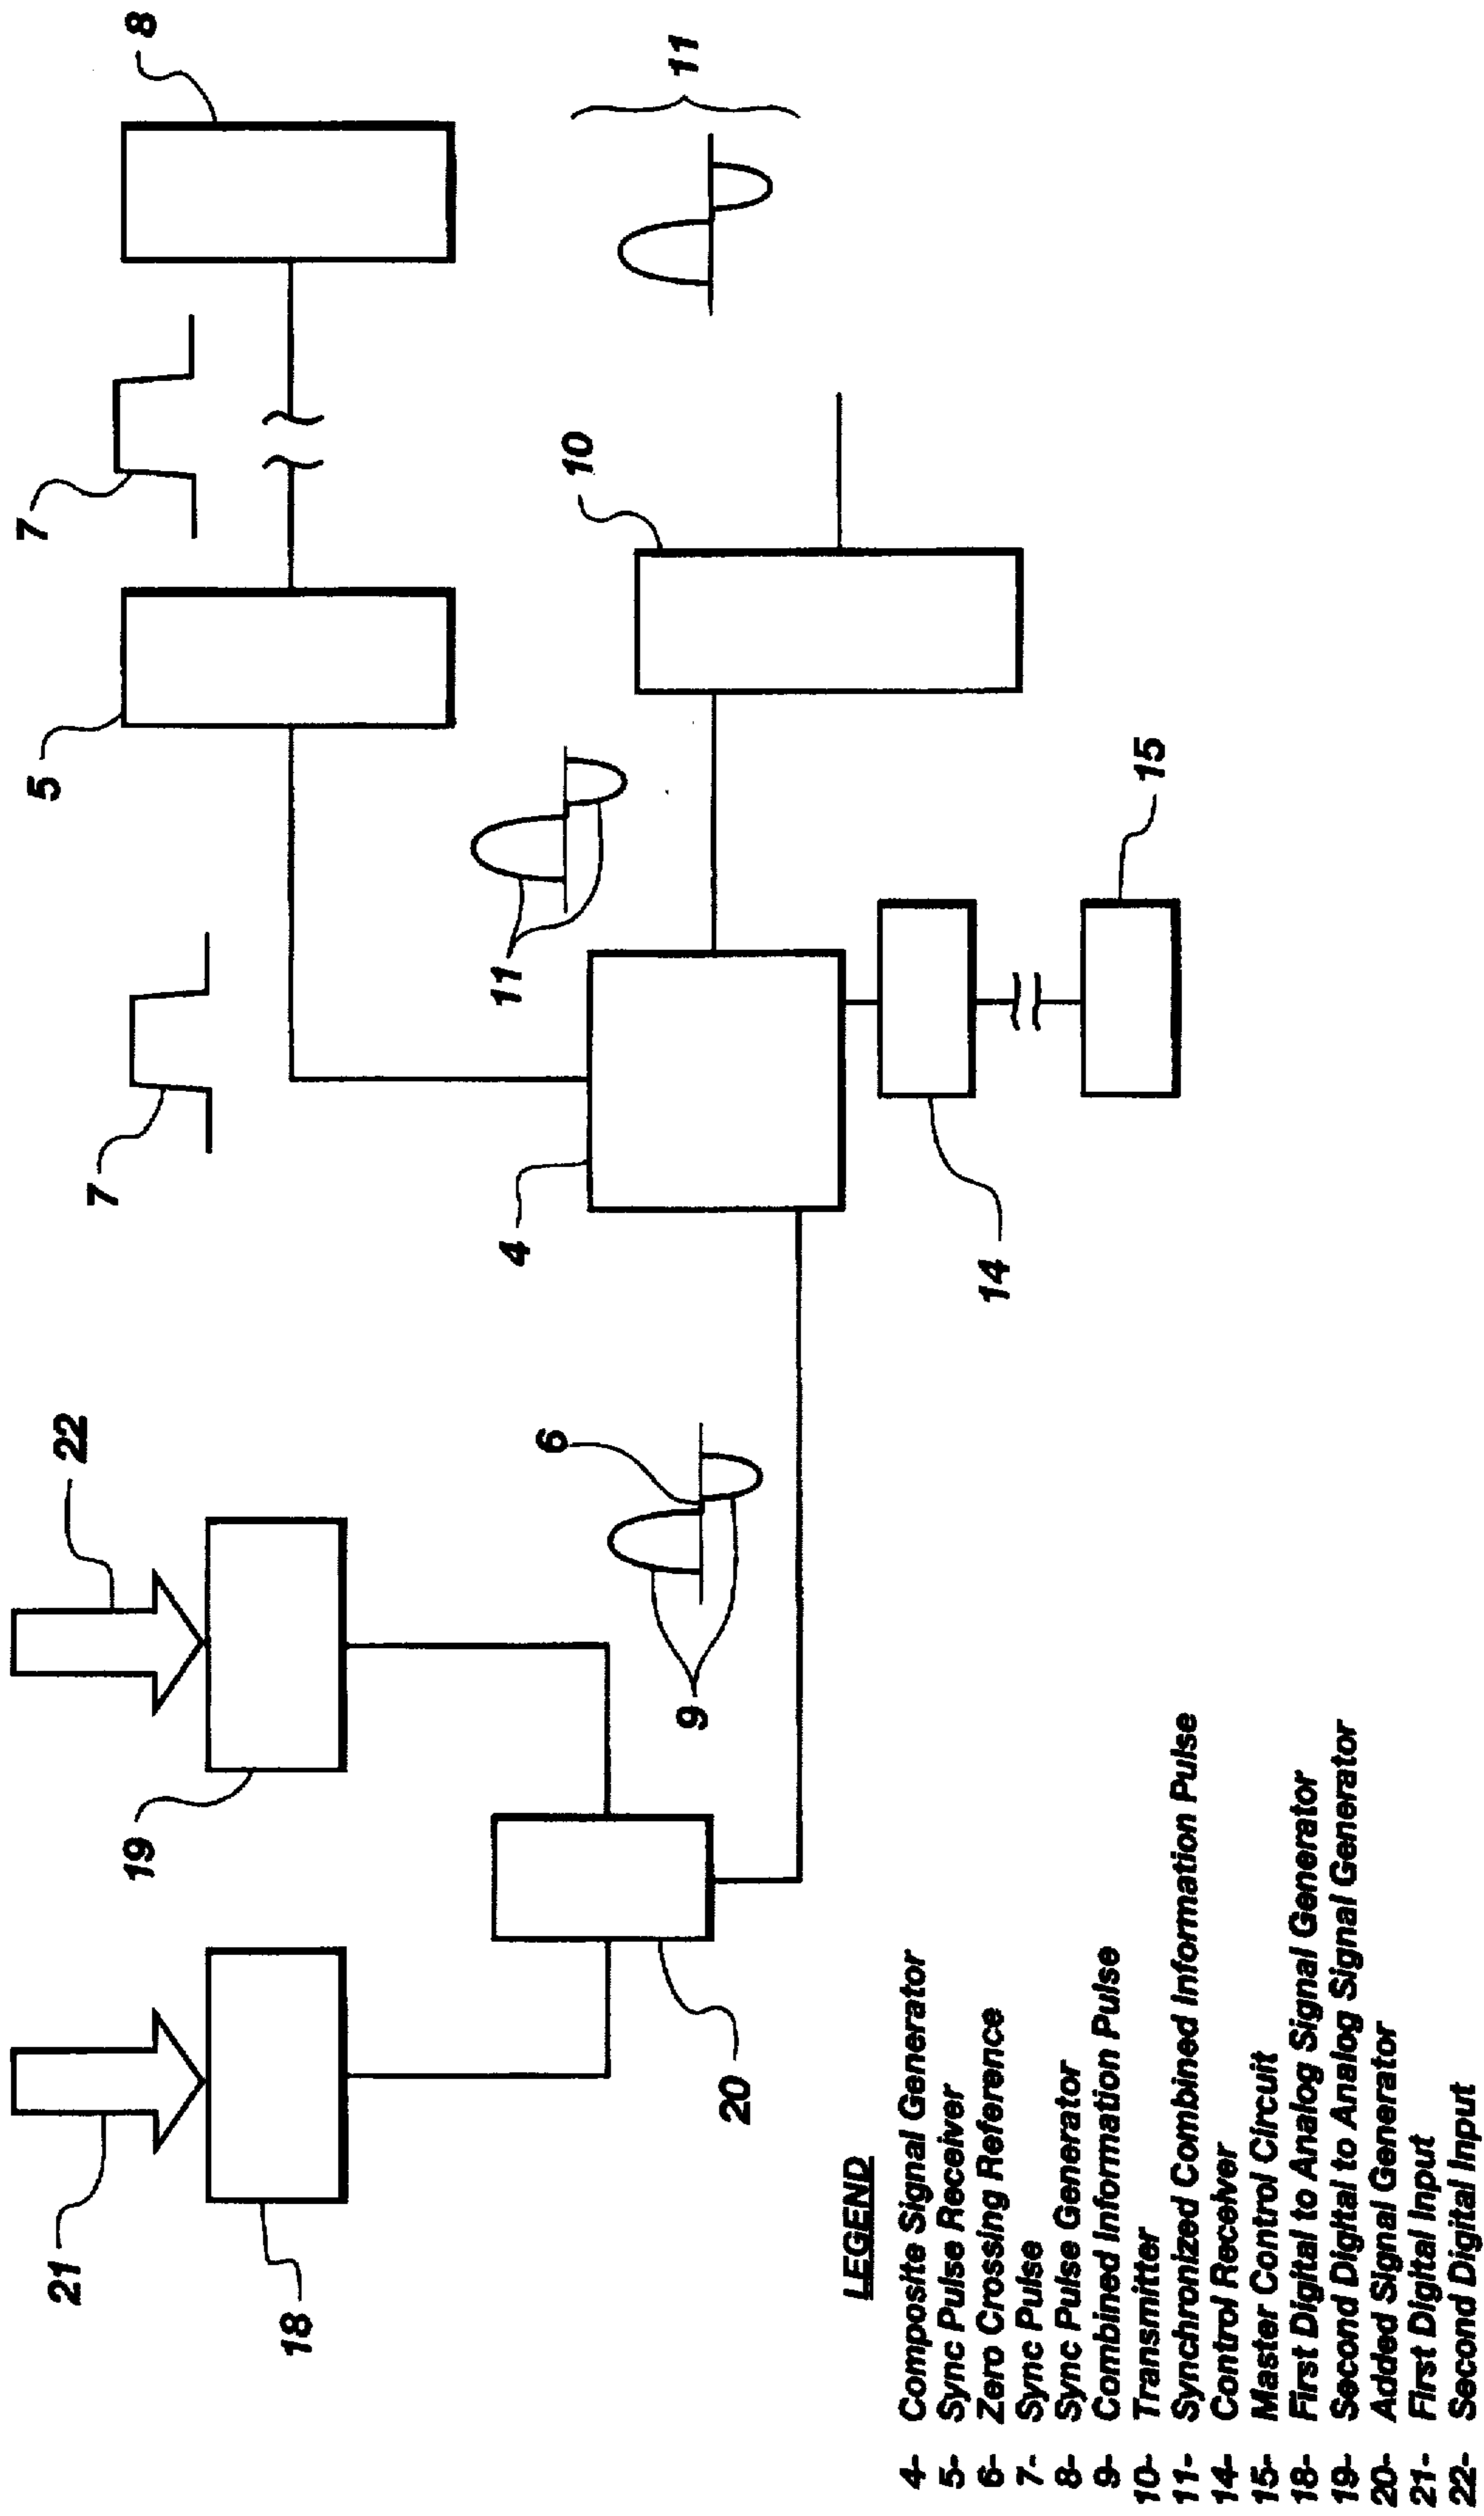 21
22
7
7
8
19
5
18
20
9
6
4
11
10
11
14
15
LEGEND
4- Composite Signal Generator
5- Sync Pulse Receiver
6- Zero Crossing Reference
7- Sync Pulse
8- Sync Pulse Generator
9- Combined Information Pulse
10- Transmitter
11- Synchronized Combined Information Pulse
14- Control Receiver
15- Master Control Circuit
18- First Digital to Analog Signal Generator
19- Second Digital to Analog Signal Generator
20- Added Signal Generator
21- First Digital Input
22- Second Digital Input